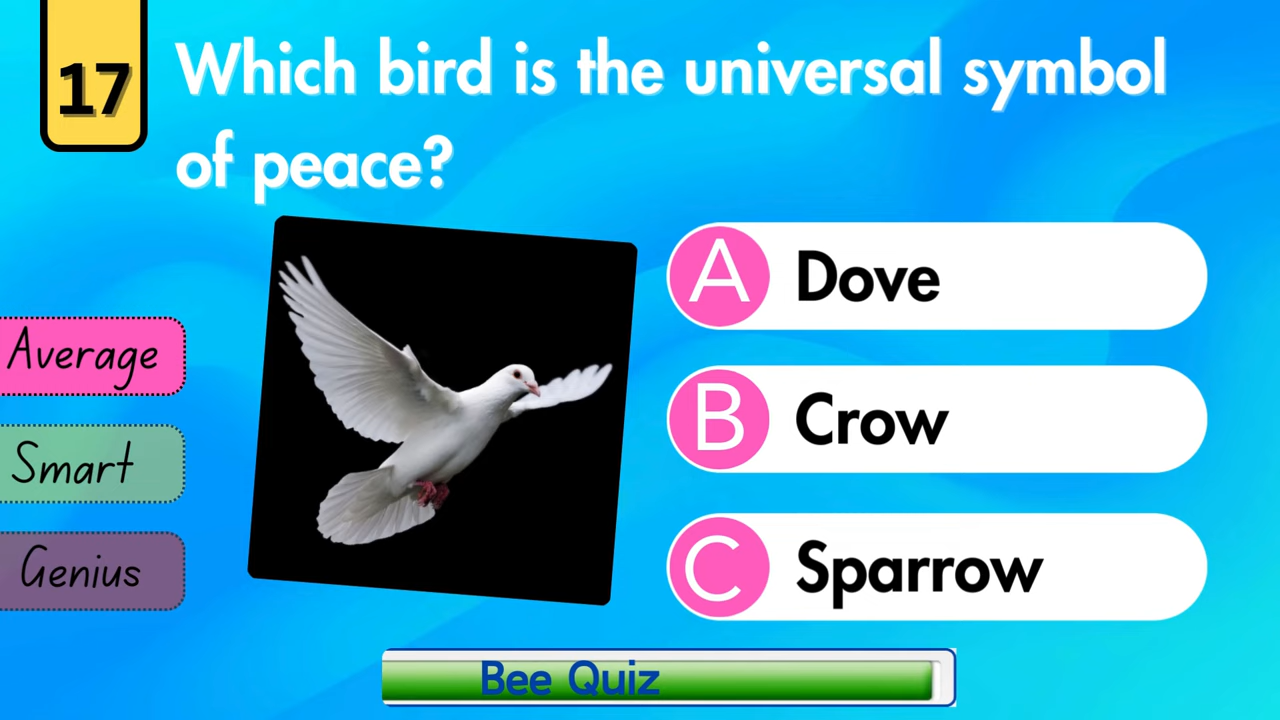 17
Which bird is the universal symbol
of peace?
A Dove
B Crow
C Sparrow
Average
Smart
Genius
Bee Quiz